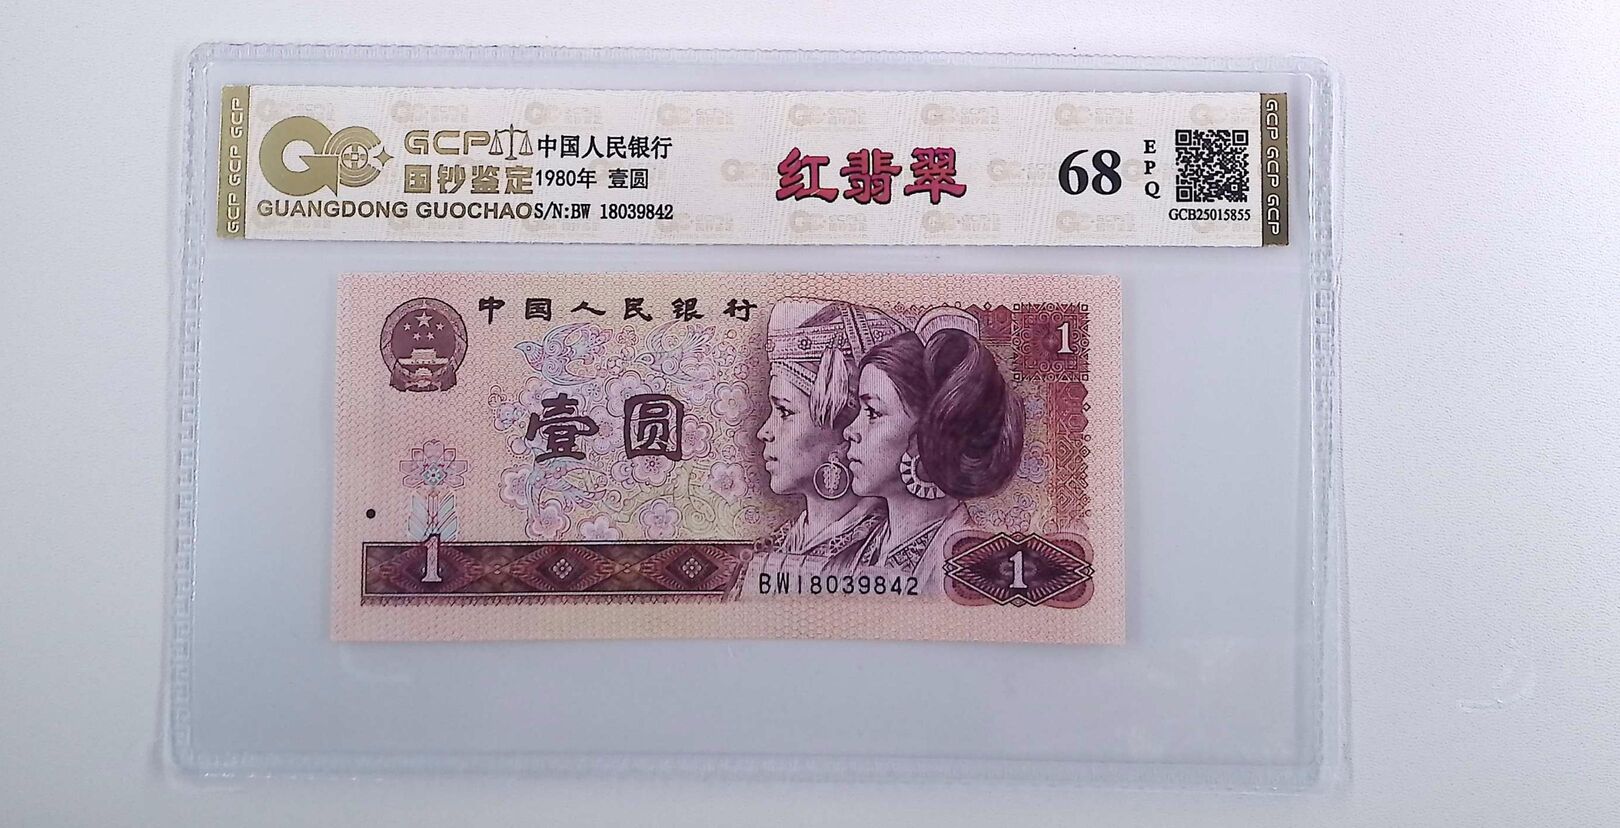 GCP 中国人民银行
国钞鉴定 1980年 壹圆
GUANGDONG GUOCHAO S/N:BW 18039842
红翡翠
68
EPQ
GCB25015855
GCP GCP GCP
GCP GCP GCP
中国人民银行
1
壹圆
1
BW18039842
1